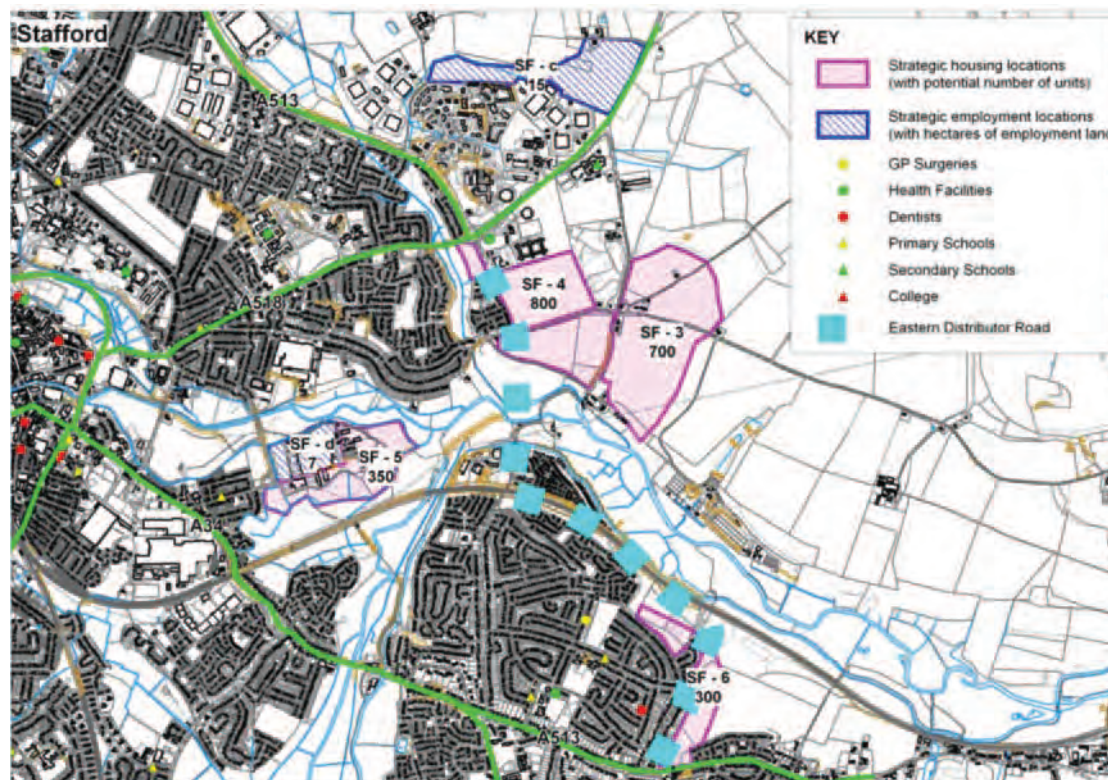 Stafford
SF - c
15
A513
A518
SF - 4
800
SF - 3
700
SF - d
7
SF - 5
350
A34
SF - 6
300
A513
KEY
Strategic housing locations
(with potential number of units)
Strategic employment locations
(with hectares of employment land
GP Surgeries
Health Facilities
Dentists
Primary Schools
Secondary Schools
College
Eastern Distributor Road